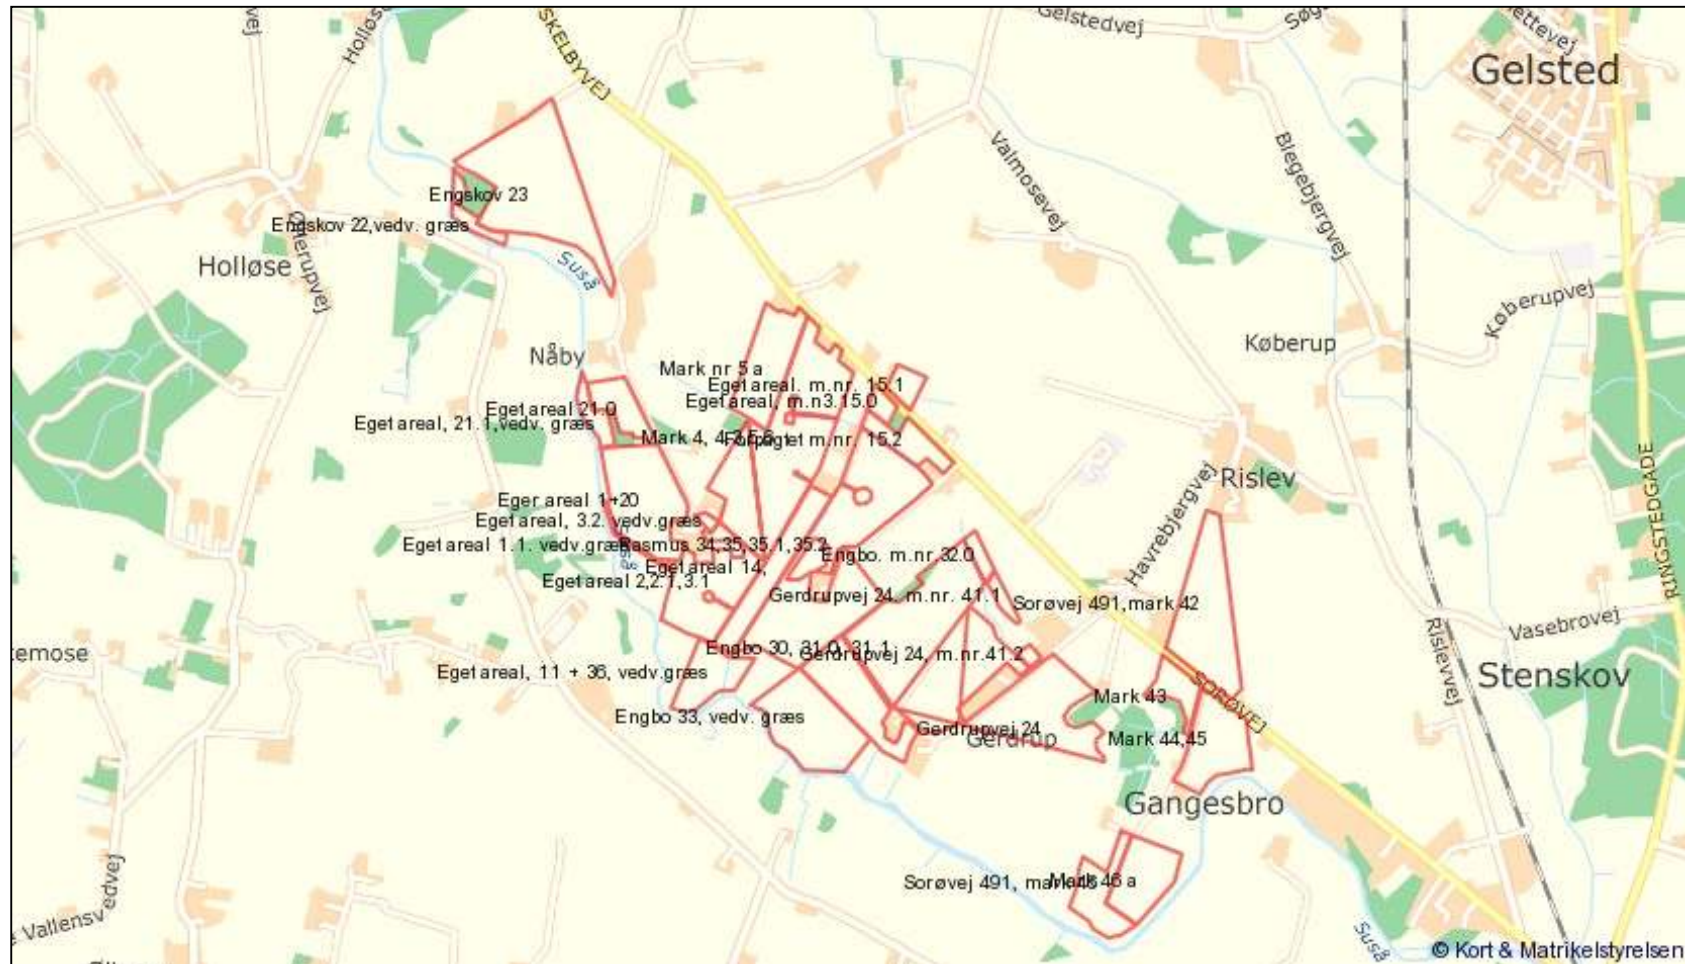 SKELBYVEJ
Gelstedvej
Gelsted
Valmosevej
Blegebjergvej
Engskov 23
Engskov 22,vedv. græs
Holløse
Suså
Køberupvej
Køberup
Nåby
Mark nr 5 a
Eget areal. m.nr. 15.1
Eget areal, m.n3.15.0
Eget areal 21.0
Eget areal, 21.1,vedv. græs
Forpagtet m.nr. 15.2
Rislev
Havrebjergvej
RINGSTEDGADE
Eger areal 1+20
Eget areal, 3.2. vedv.græs
Eget areal 1.1. vedv.græs
Rasmus 34,35,35.1,35.2
Engbo. m.nr.32.0
Eget areal 14,
Eget areal 2,2.1,3.1
Gerdrupvej 24. m.nr. 41.1
Sorøvej 491,mark 42
Vasebrovej
Rislevvej
Engbo 30, 31.0, 31.1
Gerdrupvej 24, m.nr.41.2
Eget areal, 11 + 36, vedv.græs
Stenskov
SORØVEJ
Mark 43
Engbo 33, vedv. græs
Gerdrupvej 24
Gerdrup
Mark 44,45
Gangesbro
Sorøvej 491, mark
Mark 46 a
Suså
© Kort & Matrikelstyrelsen